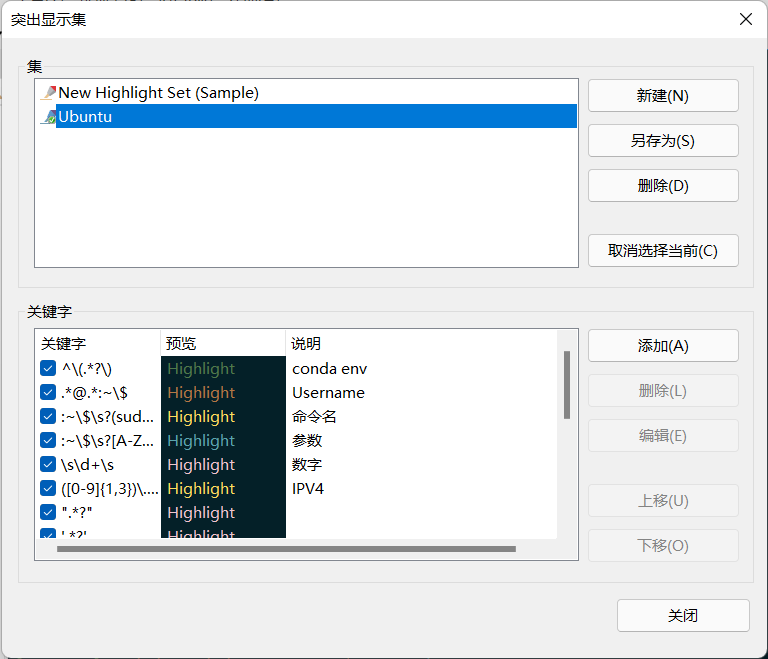 突出显示集
集
New Highlight Set (Sample)
Ubuntu
新建(N)
另存为(S)
删除(D)
取消选择当前(C)
关键字
关键字 预览 说明
^\(.*?\) Highlight conda env
.*@.*:~\$ Highlight Username
:~\$\s?(sud... Highlight 命令名
:~\$\s?[A-Z... Highlight 参数
\s\d+\s Highlight 数字
([0-9]{1,3})\.... Highlight IPV4
".*?" Highlight
'.*?' Highlight
添加(A)
删除(L)
编辑(E)
上移(U)
下移(O)
关闭